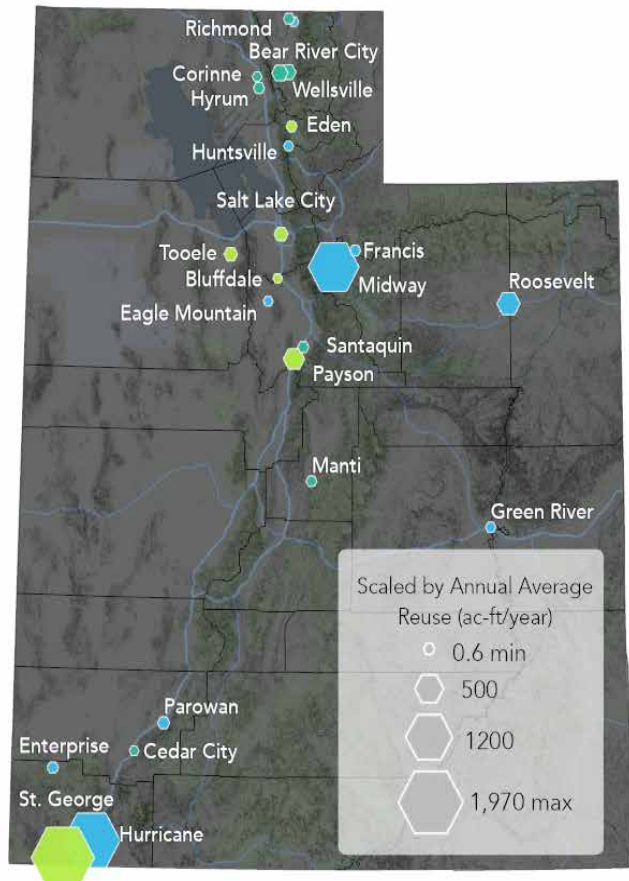 Richmond
Bear River City
Corinne
Wellsville
Hyrum
Eden
Huntsville
Salt Lake City
Tooele
Francis
Bluffdale
Midway
Roosevelt
Eagle Mountain
Santaquin
Payson
Manti
Green River
Scaled by Annual Average
Reuse (ac-ft/year)
0.6 min
500
1200
1,970 max
Parowan
Enterprise
Cedar City
St. George
Hurricane